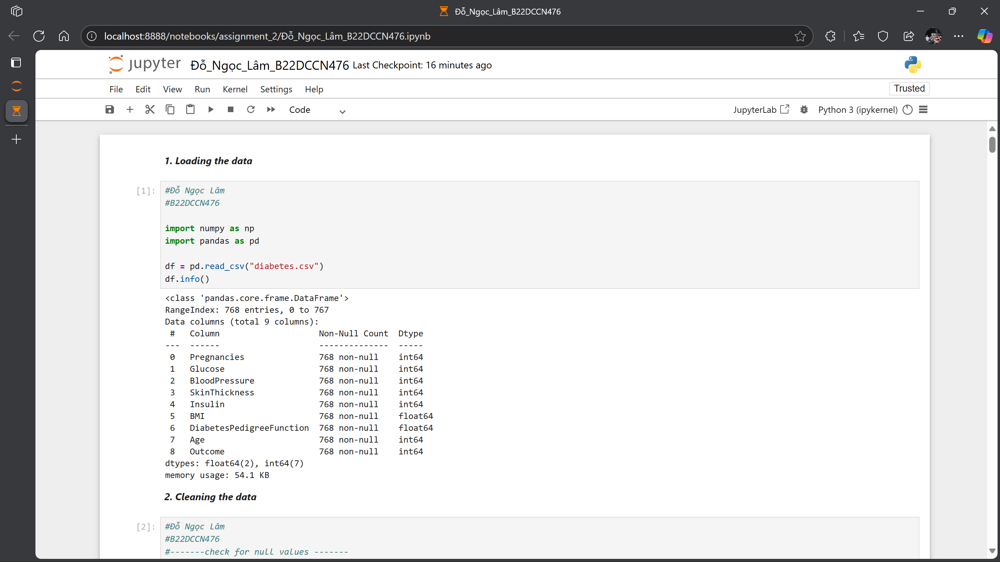 Đỗ_Ngọc_Lâm_B22DCCN476
localhost:8888/notebooks/assignment_2/Đỗ_Ngọc_Lâm_B22DCCN476.ipynb
jupyter Đỗ_Ngọc_Lâm_B22DCCN476 Last Checkpoint: 16 minutes ago
File Edit View Run Kernel Settings Help Trusted
Code JupyterLab Python 3 (ipykernel)
1. Loading the data
[1]: #Đỗ Ngọc Lâm
#B22DCCN476
import numpy as np
import pandas as pd
df = pd.read_csv("diabetes.csv")
df.info()
<class 'pandas.core.frame.DataFrame'>
RangeIndex: 768 entries, 0 to 767
Data columns (total 9 columns):
 #   Column                    Non-Null Count  Dtype
---  ------                    --------------  -----
 0   Pregnancies               768 non-null    int64
 1   Glucose                   768 non-null    int64
 2   BloodPressure             768 non-null    int64
 3   SkinThickness             768 non-null    int64
 4   Insulin                   768 non-null    int64
 5   BMI                       768 non-null    float64
 6   DiabetesPedigreeFunction  768 non-null    float64
 7   Age                       768 non-null    int64
 8   Outcome                   768 non-null    int64
dtypes: float64(2), int64(7)
memory usage: 54.1 KB
2. Cleaning the data
[2]: #Đỗ Ngọc Lâm
#B22DCCN476
#-------check for null values -------